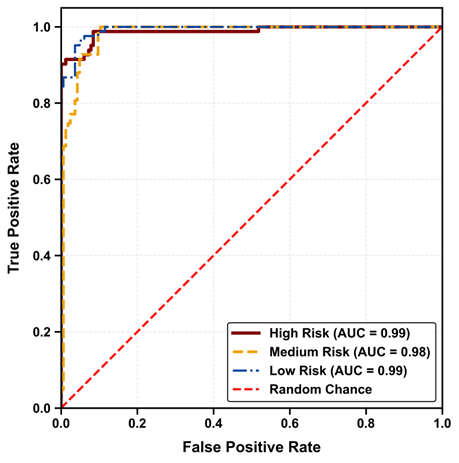 1.0
0.8
0.6
0.4
0.2
0.0
True Positive Rate
High Risk (AUC = 0.99)
Medium Risk (AUC = 0.98)
Low Risk (AUC = 0.99)
Random Chance
0.0 0.2 0.4 0.6 0.8 1.0
False Positive Rate